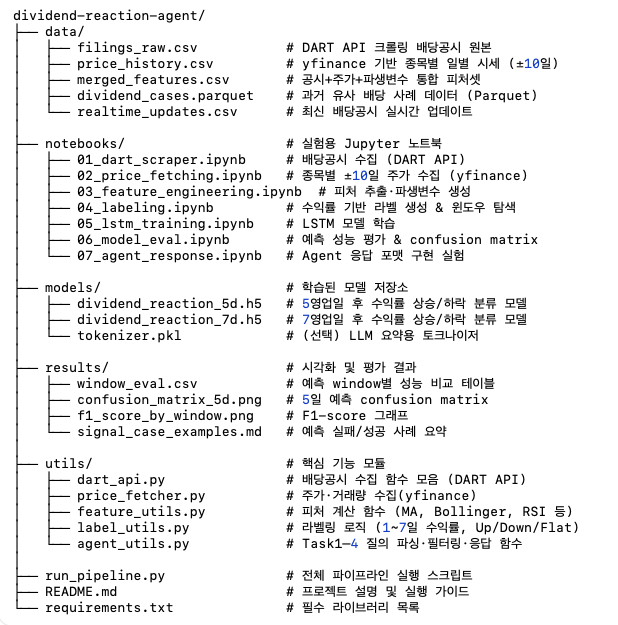 dividend-reaction-agent/
├── data/
│   ├── filings_raw.csv          # DART API 크롤링 배당공시 원본
│   ├── price_history.csv        # yfinance 기반 종목별 일별 시세 (±10일)
│   ├── merged_features.csv      # 공시+주가+파생변수 통합 피처셋
│   ├── dividend_cases.parquet   # 과거 유사 배당 사례 데이터 (Parquet)
│   └── realtime_updates.csv     # 최신 배당공시 실시간 업데이트
│
├── notebooks/                   # 실험용 Jupyter 노트북
│   ├── 01_dart_scraper.ipynb    # 배당공시 수집 (DART API)
│   ├── 02_price_fetching.ipynb  # 종목별 ±10일 주가 수집 (yfinance)
│   ├── 03_feature_engineering.ipynb  # 피처 추출·파생변수 생성
│   ├── 04_labeling.ipynb        # 수익률 기반 라벨 생성 & 윈도우 탐색
│   ├── 05_lstm_training.ipynb   # LSTM 모델 학습
│   ├── 06_model_eval.ipynb      # 예측 성능 평가 & confusion matrix
│   └── 07_agent_response.ipynb  # Agent 응답 포맷 구현 실험
│
├── models/                      # 학습된 모델 저장소
│   ├── dividend_reaction_5d.h5  # 5영업일 후 수익률 상승/하락 분류 모델
│   ├── dividend_reaction_7d.h5  # 7영업일 후 수익률 상승/하락 분류 모델
│   └── tokenizer.pkl            # (선택) LLM 요약용 토크나이저
│
├── results/                     # 시각화 및 평가 결과
│   ├── window_eval.csv          # 예측 window별 성능 비교 테이블
│   ├── confusion_matrix_5d.png  # 5일 예측 confusion matrix
│   ├── f1_score_by_window.png   # F1-score 그래프
│   └── signal_case_examples.md  # 예측 실패/성공 사례 요약
│
├── utils/                       # 핵심 기능 모듈
│   ├── dart_api.py              # 배당공시 수집 함수 모음 (DART API)
│   ├── price_fetcher.py         # 주가·거래량 수집(yfinance)
│   ├── feature_utils.py         # 피처 계산 함수 (MA, Bollinger, RSI 등)
│   ├── label_utils.py           # 라벨링 로직 (1~7일 수익률, Up/Down/Flat)
│   └── agent_utils.py           # Task1–4 질의 파싱·필터링·응답 함수
│
├── run_pipeline.py              # 전체 파이프라인 실행 스크립트
├── README.md                    # 프로젝트 설명 및 실행 가이드
└── requirements.txt             # 필수 라이브러리 목록